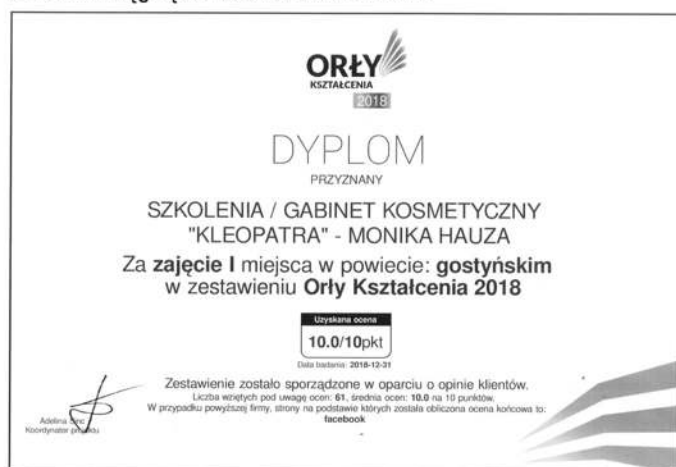 ORŁY
KSZTAŁCENIA
2018
DYPLOM
PRZYZNANY
SZKOLENIA / GABINET KOSMETYCZNY
"KLEOPATRA" - MONIKA HAUZA
Za zajęcie I miejsca w powiecie: gostyńskim
w zestawieniu Orły Kształcenia 2018
Uzyskana ocena
10.0/10pkt
Data badania: 2018-12-31
Zestawienie zostało sporządzone w oparciu o opinie klientów.
Liczba wziętych pod uwagę ocen: 61, średnia ocen: 10.0 na 10 punktów.
W przypadku powyższej firmy, strony na podstawie których została obliczona ocena końcowa to:
facebook
Adelina
Koordynator projektu